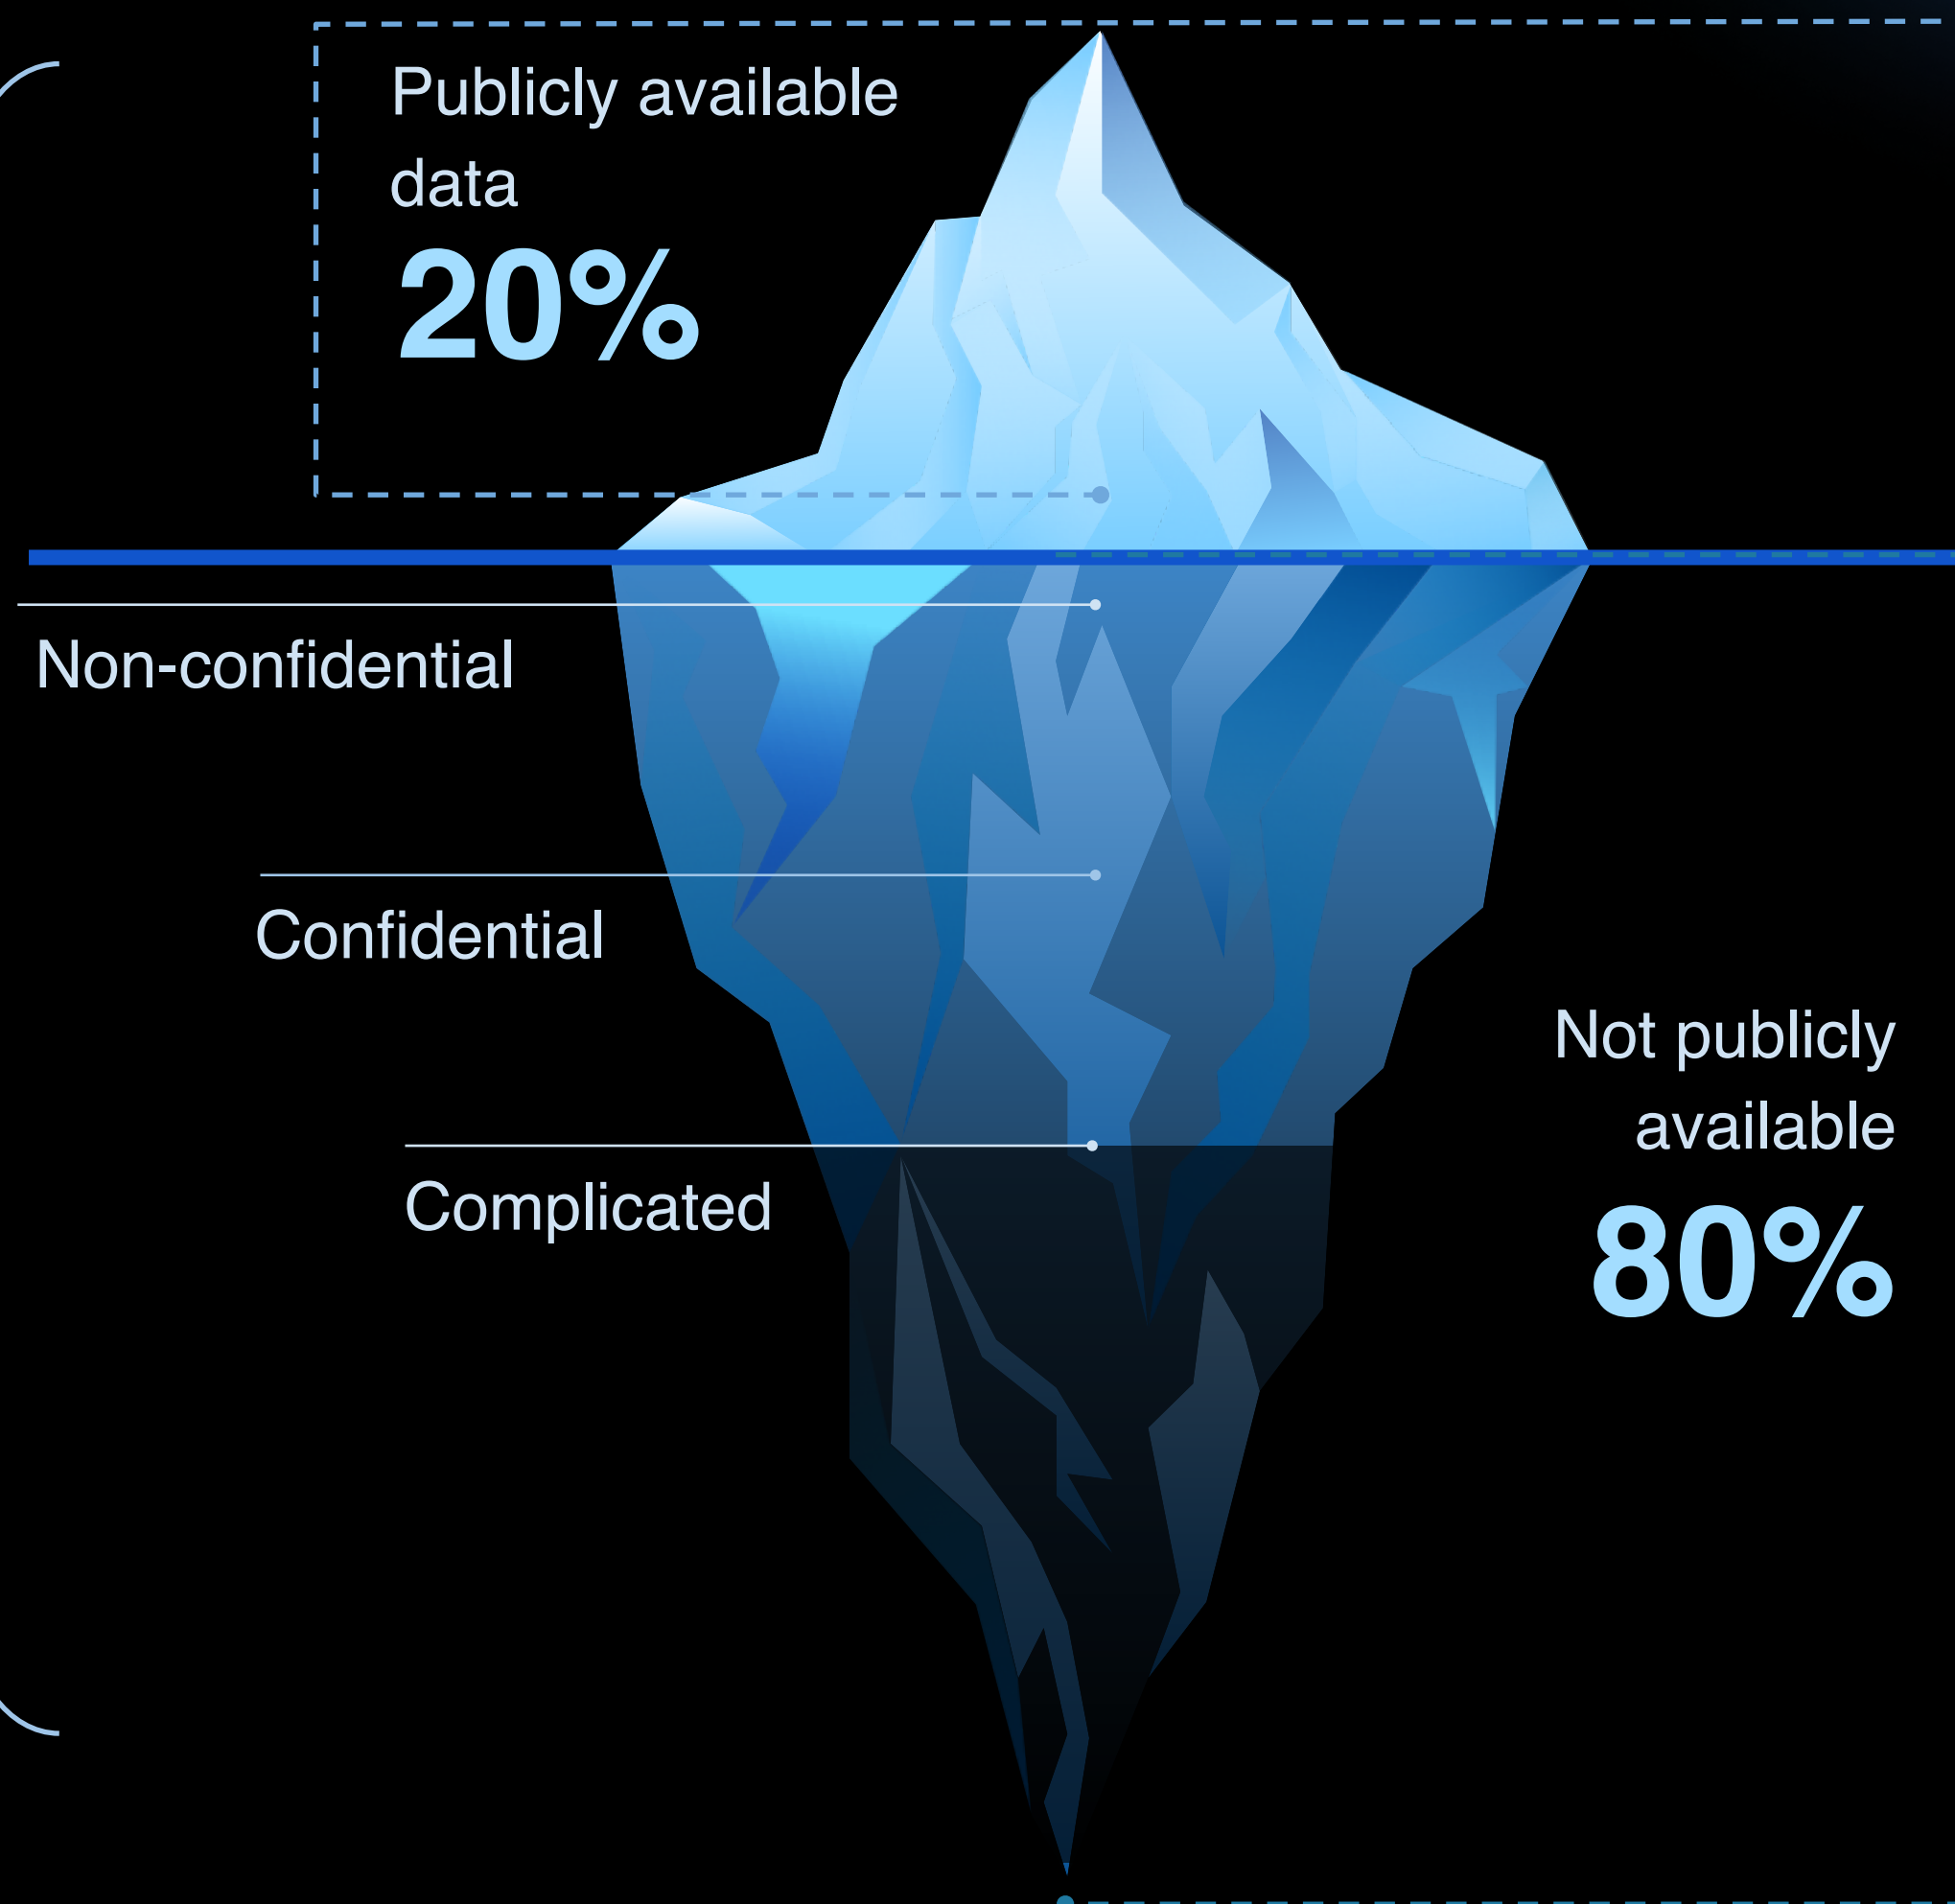 Publicly available
data
20%
Non-confidential
Confidential
Complicated
Not publicly
available
80%